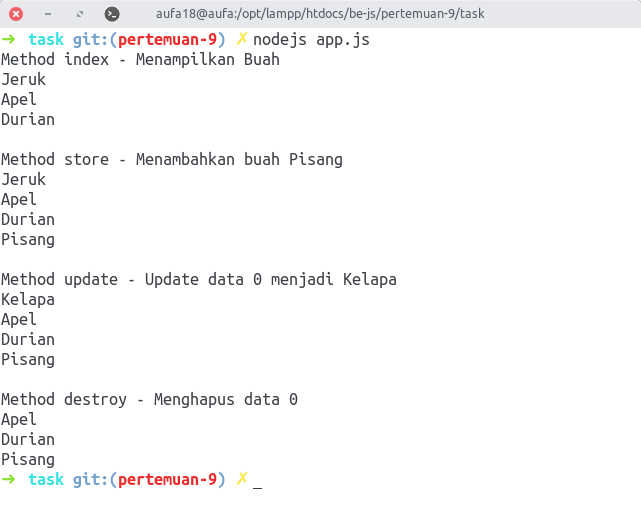 aufa18@aufa:/opt/lampp/htdocs/be-js/pertemuan-9/task
➜ task git:(pertemuan-9) ✗ nodejs app.js
Method index - Menampilkan Buah
Jeruk
Apel
Durian
Method store - Menambahkan buah Pisang
Jeruk
Apel
Durian
Pisang
Method update - Update data 0 menjadi Kelapa
Kelapa
Apel
Durian
Pisang
Method destroy - Menghapus data 0
Apel
Durian
Pisang
➜ task git:(pertemuan-9) ✗ _